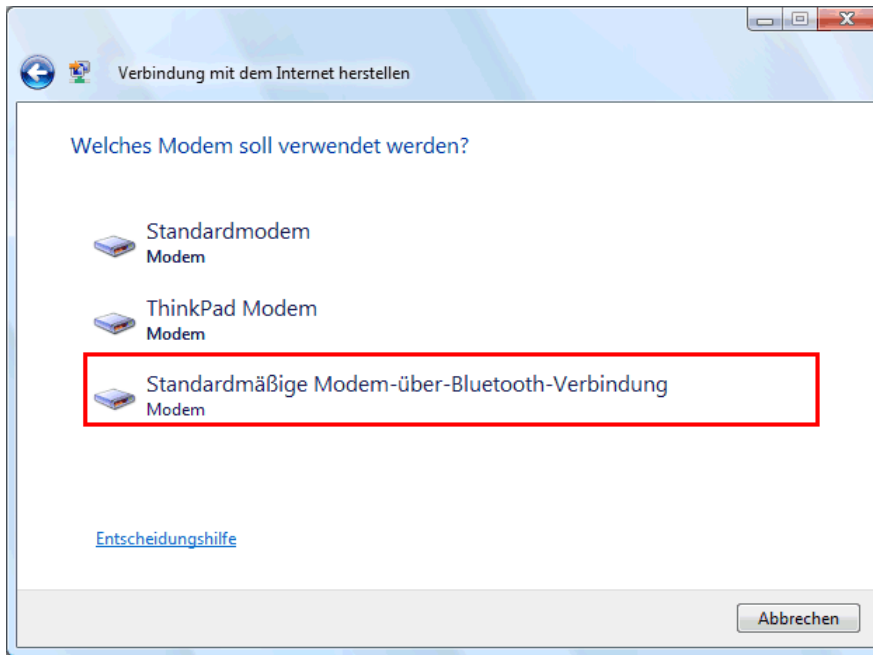 Verbindung mit dem Internet herstellen
Welches Modem soll verwendet werden?
Standardmodem
Modem
ThinkPad Modem
Modem
Standardmäßige Modem-über-Bluetooth-Verbindung
Modem
Entscheidungshilfe
Abbrechen